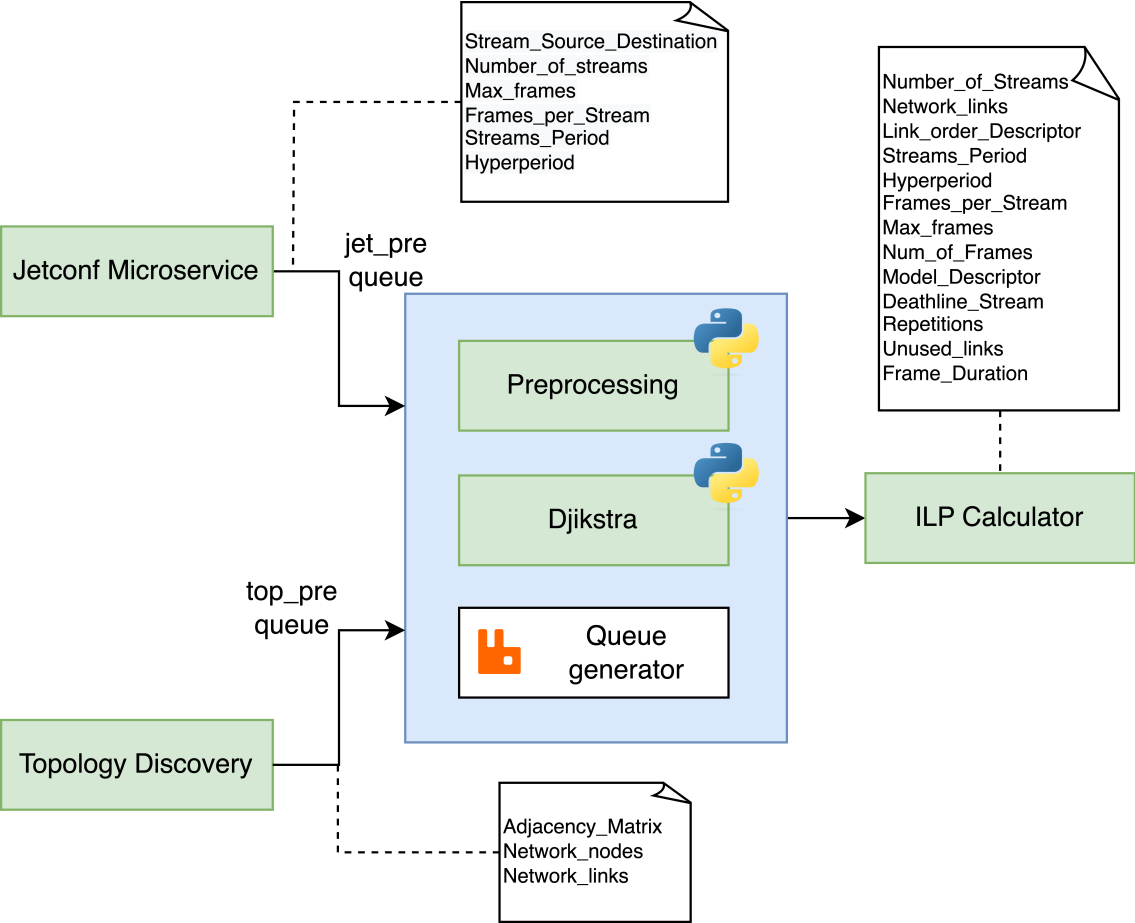 Stream_Source_Destination
Number_of_streams
Max_frames
Frames_per_Stream
Streams_Period
Hyperperiod
Number_of_Streams
Network_links
Link_order_Descriptor
Streams_Period
Hyperperiod
Frames_per_Stream
Max_frames
Num_of_Frames
Model_Descriptor
Deathline_Stream
Repetitions
Unused_links
Frame_Duration
Jetconf Microservice
jet_pre
queue
Preprocessing
Djikstra
ILP Calculator
top_pre
queue
Queue
generator
Topology Discovery
Adjacency_Matrix
Network_nodes
Network_links